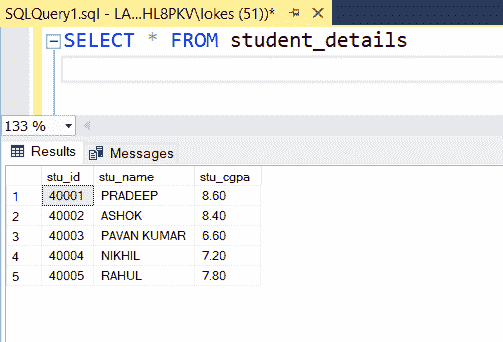 SQLQuery1.sql - LA...HL8PKV\lokes (51))*
SELECT * FROM student_details
133 %
Results Messages
stu_id stu_name stu_cgpa
1 40001 PRADEEP 8.60
2 40002 ASHOK 8.40
3 40003 PAVAN KUMAR 6.60
4 40004 NIKHIL 7.20
5 40005 RAHUL 7.80